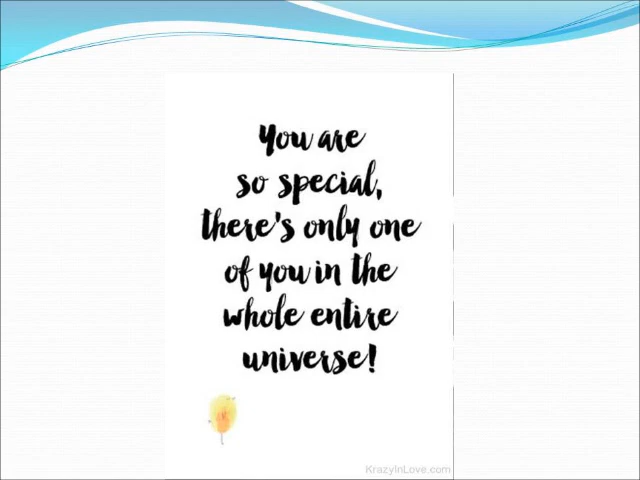 You are
so special,
there's only one
of you in the
whole entire
universe!
KrazyInLove.com